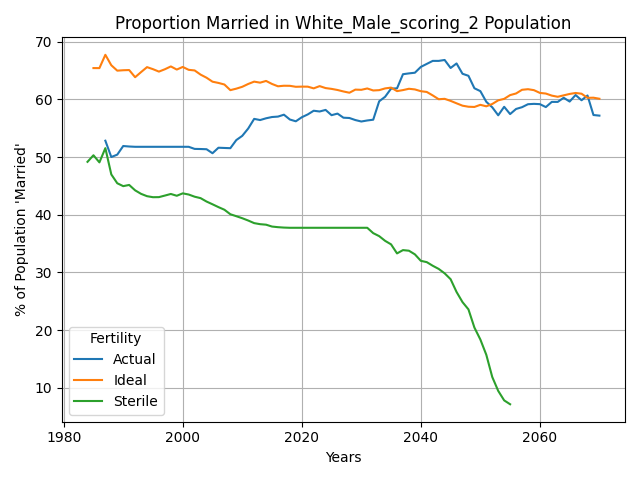 Proportion Married in White_Male_scoring_2 Population
% of Population 'Married'
70
60
50
40
30
20
10
Fertility
Actual
Ideal
Sterile
1980
2000
2020
2040
2060
Years